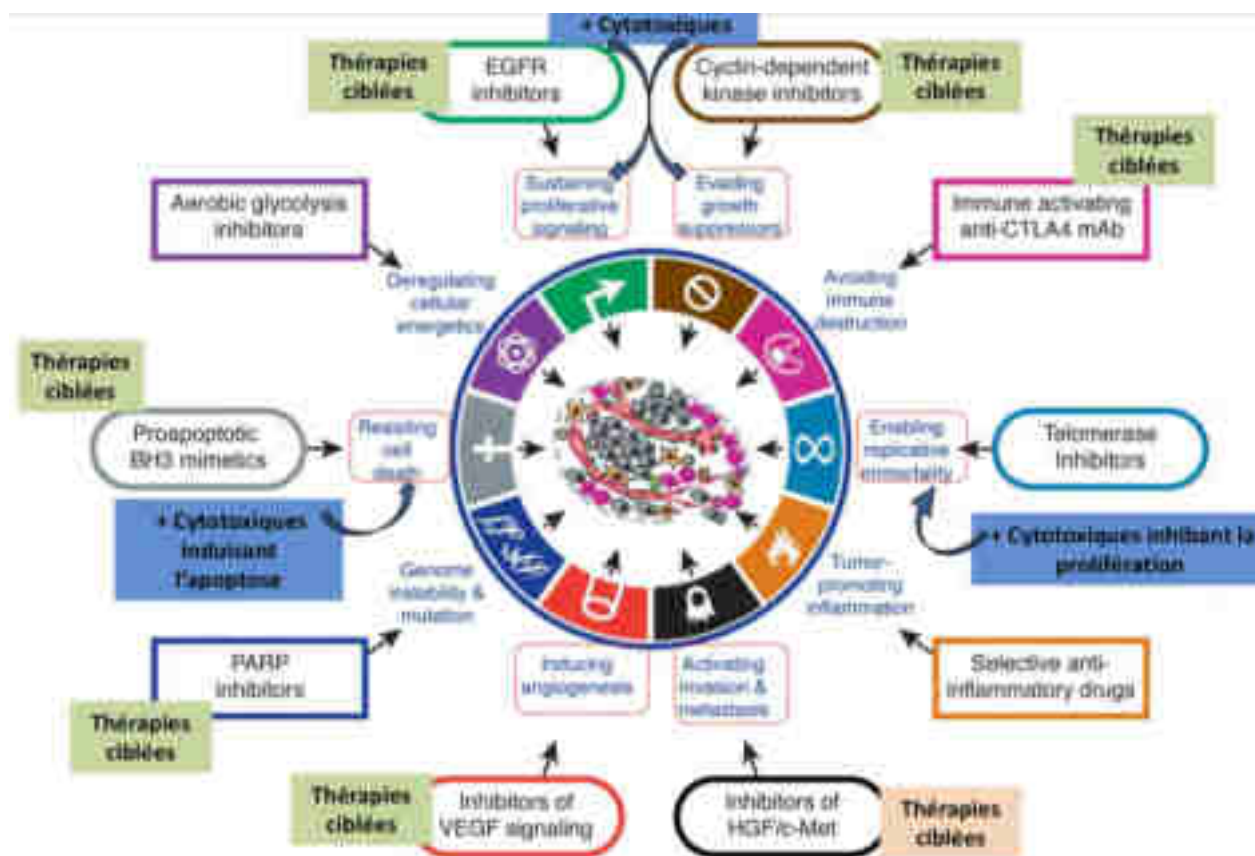 + Cytotoxiques
Thérapies
ciblées
EGFR
inhibitors
Cyclin-dependent
kinase inhibitors
Thérapies
ciblées
Thérapies
ciblées
Sustaining
proliferative
signaling
Evading
growth
suppressors
Aerobic glycolysis
inhibitors
Immune activating
anti-CTLA4 mAb
Deregulating
cellular
energetics
Avoiding
immune
destruction
Thérapies
ciblées
Proapoptotic
BH3 mimetics
Resisting
cell
death
Enabling
replicative
immortality
Telomerase
Inhibitors
+ Cytotoxiques
induisant
l'apoptose
+ Cytotoxiques inhibant la
prolifération
Genome
instability &
mutation
Tumor-
promoting
inflammation
PARP
inhibitors
Inducing
angiogenesis
Activating
invasion &
metastasis
Selective anti-
inflammatory drugs
Thérapies
ciblées
Thérapies
ciblées
Inhibitors of
VEGF signaling
Inhibitors of
HGF/c-Met
Thérapies
ciblées